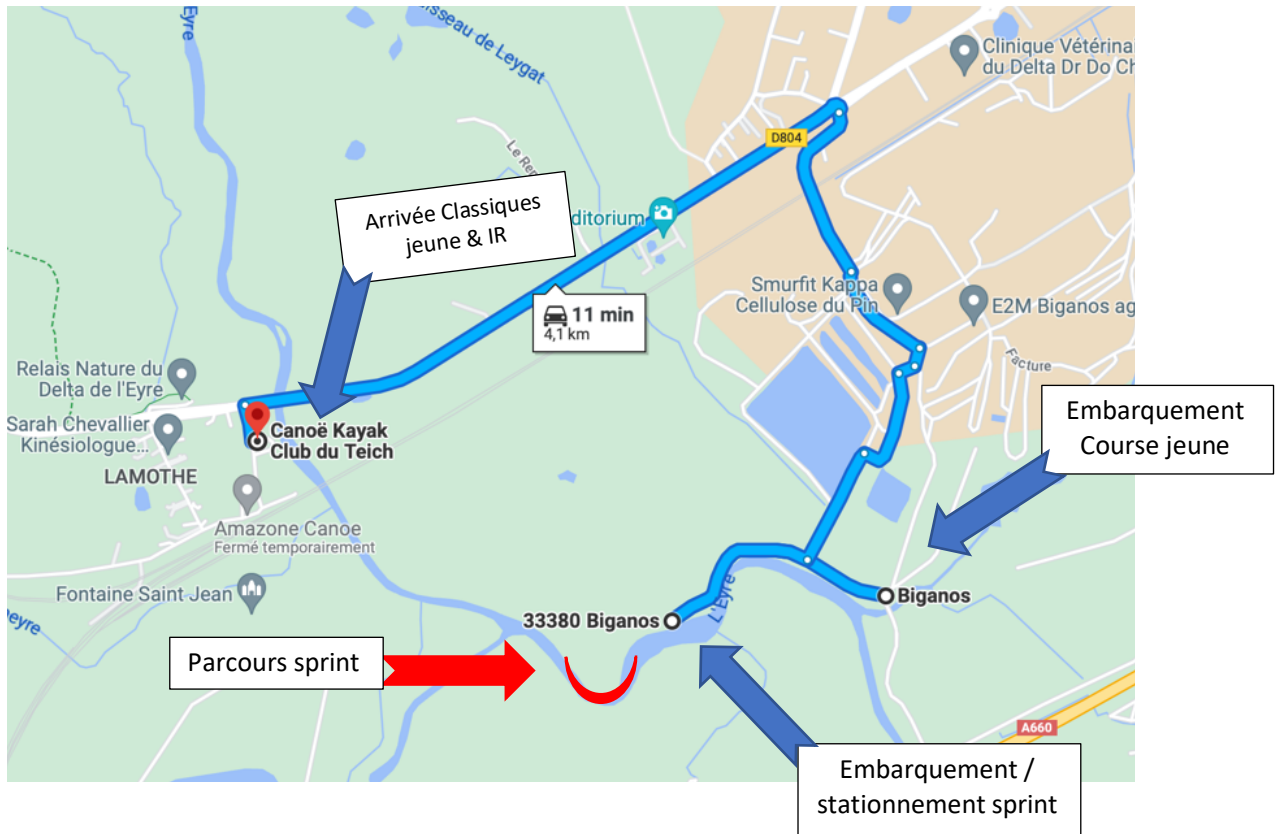 Eyre
isseau de Leygat
Clinique Vétérina
du Delta Dr Do Ch
D804
Le Ren
Arrivée Classiques
jeune & IR
ditorium
11 min
4,1 km
Smurfit Kappa
Cellulose du Pin
E2M Biganos ag
Facture
Relais Nature du
Delta de l'Eyre
Sarah Chevallier
Kinésiologue...
Canoë Kayak
Club du Teich
LAMOTHE
Embarquement
Course jeune
Amazone Canoe
Fermé temporairement
Fontaine Saint Jean
L'Eyre
Biganos
33380 Biganos
eyre
Parcours sprint
A660
Embarquement /
stationnement sprint